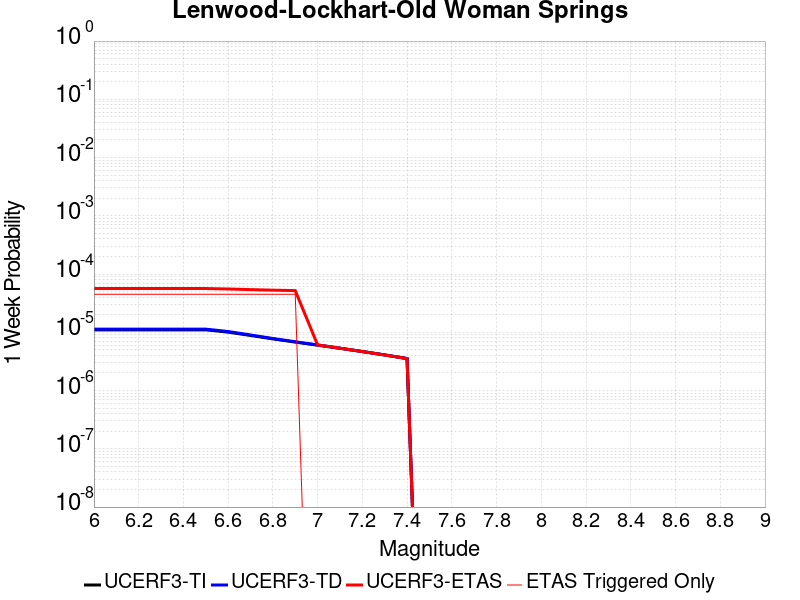 Lenwood-Lockhart-Old Woman Springs
1 Week Probability
10^0
10^-1
10^-2
10^-3
10^-4
10^-5
10^-6
10^-7
10^-8
6 6.2 6.4 6.6 6.8 7 7.2 7.4 7.6 7.8 8 8.2 8.4 8.6 8.8 9
Magnitude
UCERF3-TI UCERF3-TD UCERF3-ETAS ETAS Triggered Only